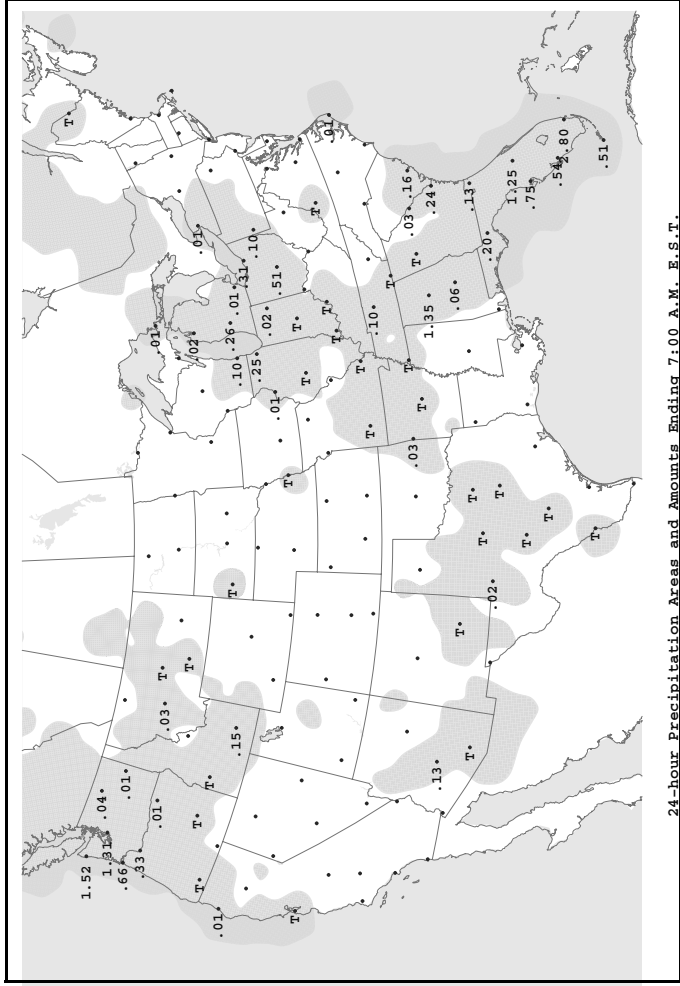 T
1.52
.04
1.31
.66
.01
.33
.01
.01
T
.03
T
.02
T
.01
T
T
.01
.26
T
.01
.15
.10
.31
.10
.25
.02
.01
.51
T
T
T
T
T
T
.01
T
T
T
.10
T
.16
.03
T
.03
T
T
1.35
.24
.13
.06
T
.13
T
T
T
.20
.02
T
1.25
T
.75
T
.54
2.80
T
.51
24-hour Precipitation Areas and Amounts Ending 7:00 A.M. E.S.T.